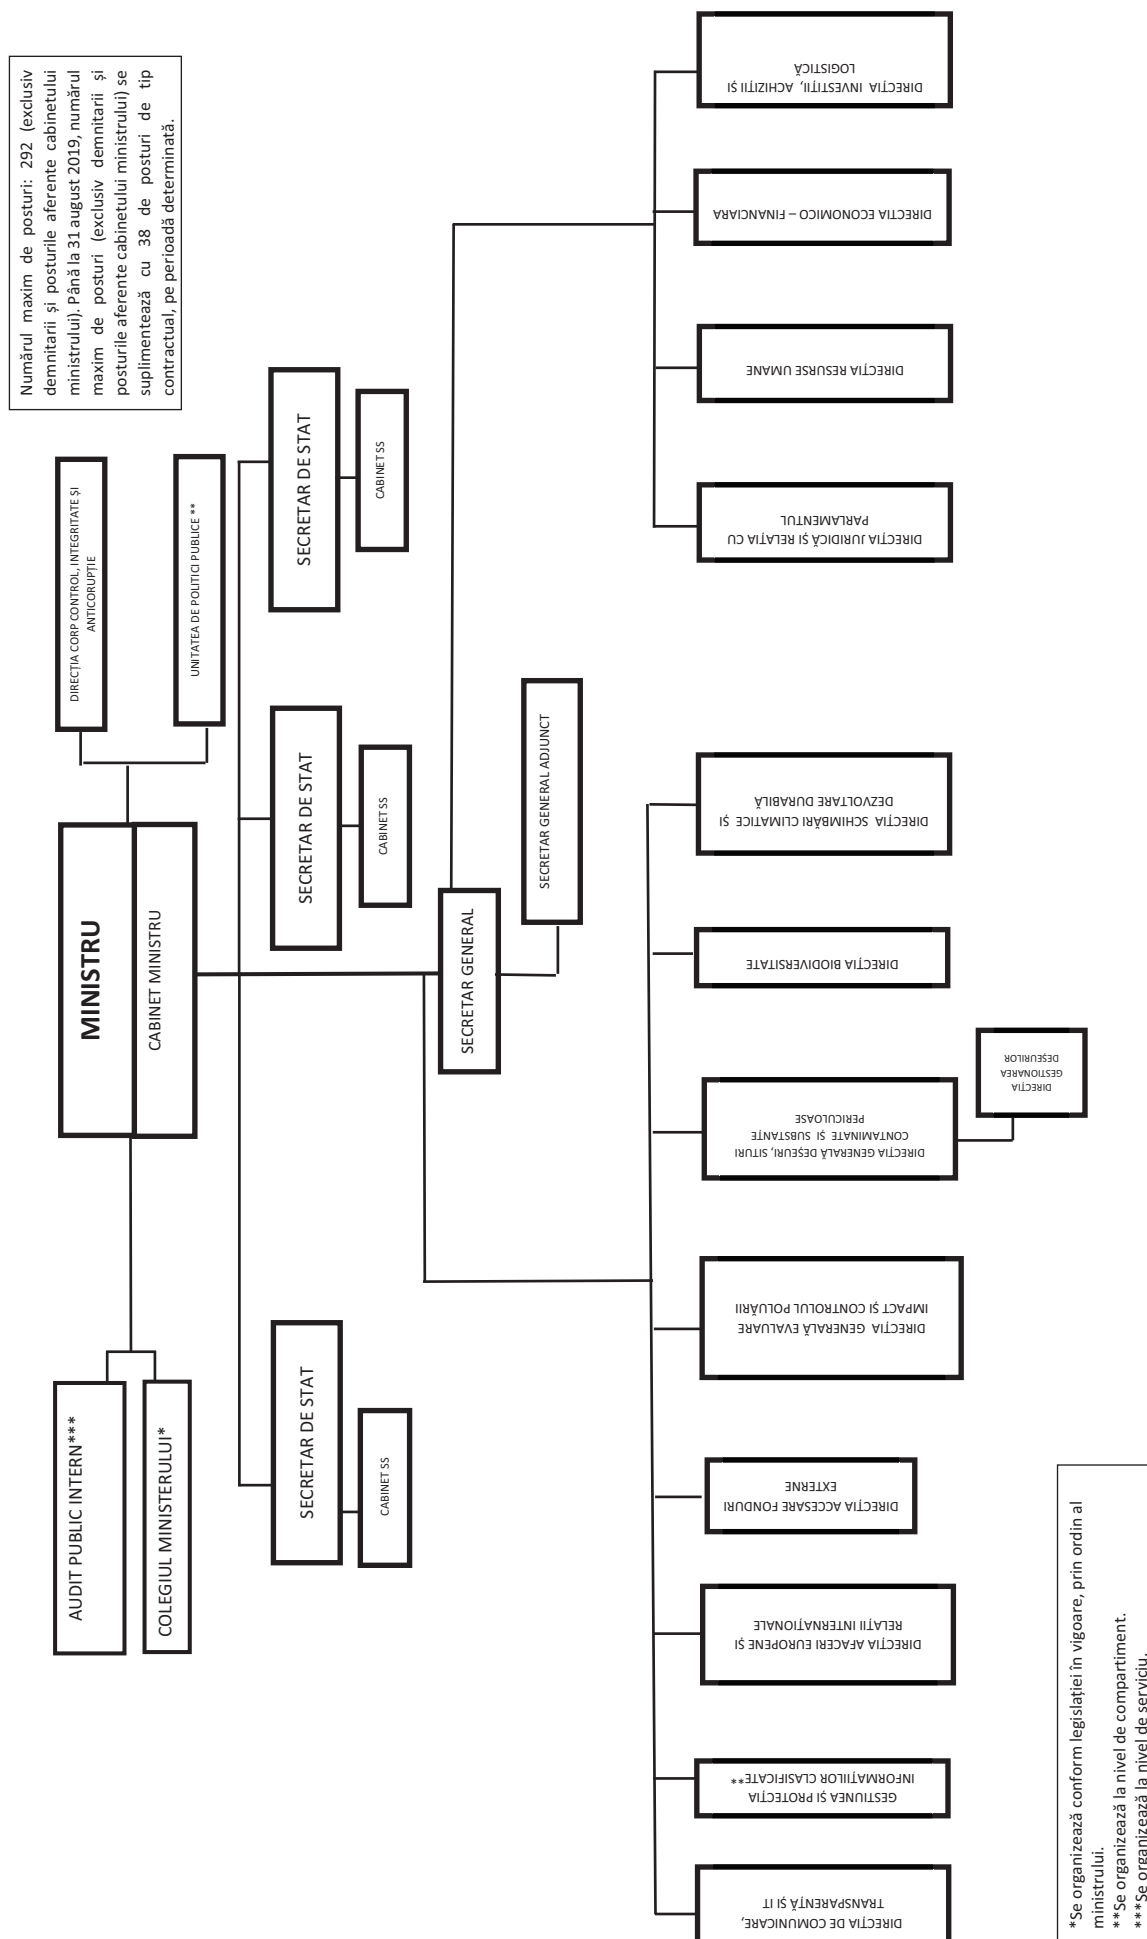 Numărul maxim de posturi: 292 (exclusiv
demnitarii și posturile aferente cabinetului
ministrului). Până la 31 august 2019, numărul
maxim de posturi (exclusiv demnitarii și
posturile aferente cabinetului ministrului) se
suplimentează cu 38 de posturi de tip
contractual, pe perioadă determinată.
AUDIT PUBLIC INTERN***
COLEGIUL MINISTERULUI*
MINISTRU
CABINET MINISTRU
DIRECȚIA CORP CONTROL, INTEGRITATE ȘI
ANTICORUPȚIE
UNITATEA DE POLITICI PUBLICE **
SECRETAR DE STAT
CABINET SS
SECRETAR DE STAT
CABINET SS
SECRETAR DE STAT
CABINET SS
SECRETAR GENERAL
SECRETAR GENERAL ADJUNCT
DIRECȚIA DE COMUNICARE,
TRANSPARENȚĂ SI IT
GESTIUNEA ȘI PROTECȚIA
INFORMAȚIILOR CLASIFICATE**
DIRECȚIA AFACERI EUROPENE ȘI
RELAȚII INTERNAȚIONALE
DIRECȚIA ACCESARE FONDURI
EXTERNE
DIRECȚIA GENERALĂ EVALUARE
IMPACT ȘI CONTROLUL POLUĂRII
DIRECȚIA GENERALĂ DEȘEURI, SITURI
CONTAMINATE ȘI SUBSTANȚE
PERICULOASE
DIRECȚIA
GESTIONAREA
DEȘEURILOR
DIRECȚIA BIODIVERSITATE
DIRECȚIA SCHIMBĂRI CLIMATICE ȘI
DEZVOLTARE DURABILĂ
DIRECȚIA JURIDICĂ ȘI RELAȚIA CU
PARLAMENTUL
DIRECȚIA RESURSE UMANE
DIRECTIA ECONOMICO – FINANCIARA
DIRECȚIA INVESTIȚII, ACHIZIȚII ȘI
LOGISTICĂ
*Se organizează conform legislației în vigoare, prin ordin al
ministrului.
**Se organizează la nivel de compartiment.
***Se organizează la nivel de serviciu.